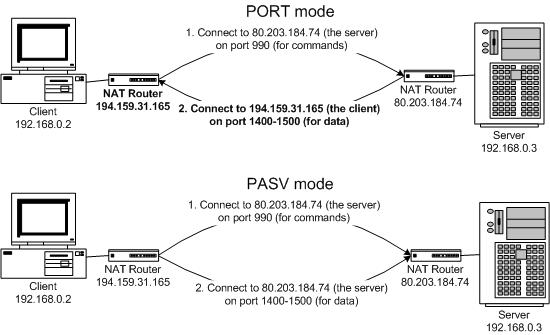 PORT mode
1. Connect to 80.203.184.74 (the server)
on port 990 (for commands)
NAT Router
194.159.31.165
NAT Router
80.203.184.74
Client
192.168.0.2
2. Connect to 194.159.31.165 (the client)
on port 1400-1500 (for data)
Server
192.168.0.3
PASV mode
1. Connect to 80.203.184.74 (the server)
on port 990 (for commands)
NAT Router
194.159.31.165
NAT Router
80.203.184.74
Client
192.168.0.2
2. Connect to 80.203.184.74 (the server)
on port 1400-1500 (for data)
Server
192.168.0.3